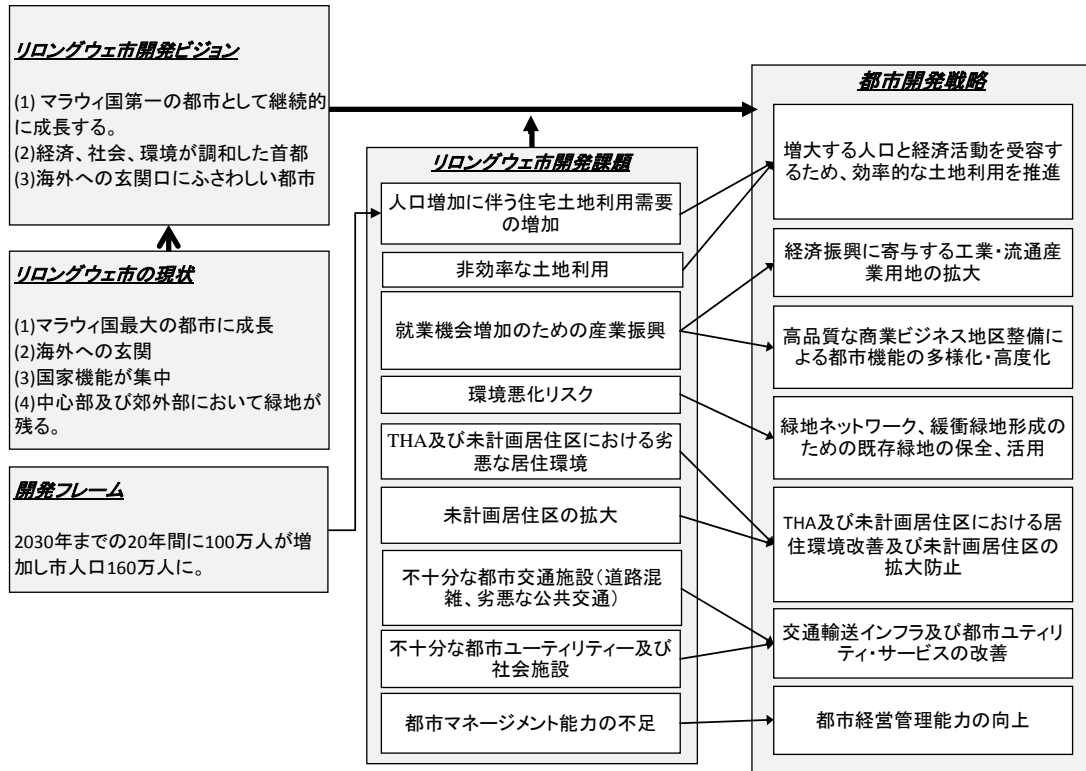 リロングウェ市開発ビジョン
(1) マラウィ国第一の都市として継続的
に成長する。
(2)経済、社会、環境が調和した首都
(3)海外への玄関口にふさわしい都市
リロングウェ市の現状
(1)マラウィ国最大の都市に成長
(2)海外への玄関
(3)国家機能が集中
(4)中心部及び郊外部において緑地が
残る。
開発フレーム
2030年までの20年間に100万人が増
加し市人口160万人に。
リロングウェ市開発課題
人口増加に伴う住宅土地利用需要
の増加
非効率な土地利用
就業機会増加のための産業振興
環境悪化リスク
THA及び未計画居住区における劣
悪な居住環境
未計画居住区の拡大
不十分な都市交通施設(道路混
雑、劣悪な公共交通)
不十分な都市ユーティリティー及び
社会施設
都市マネージメント能力の不足
都市開発戦略
増大する人口と経済活動を受容す
るため、効率的な土地利用を推進
経済振興に寄与する工業・流通産
業用地の拡大
高品質な商業ビジネス地区整備に
よる都市機能の多様化・高度化
緑地ネットワーク、緩衝緑地形成の
ための既存緑地の保全、活用
THA及び未計画居住区における居
住環境改善及び未計画居住区の
拡大防止
交通輸送インフラ及び都市ユティリ
ティ・サービスの改善
都市経営管理能力の向上